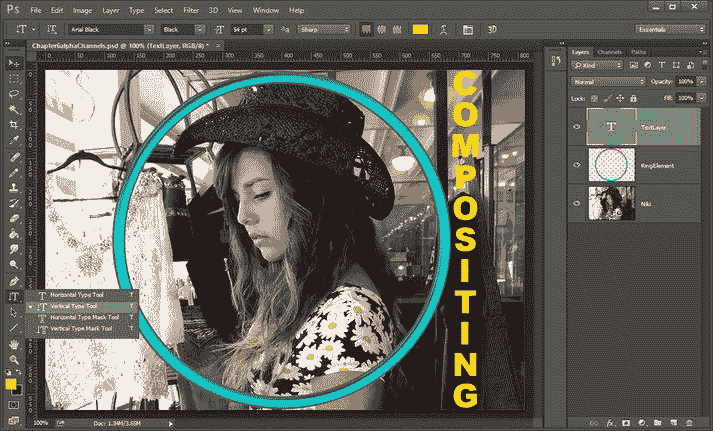 Ps File Edit Image Layer Type Select Filter 3D View Window Help
Arial Black Black 54 pt aa Sharp 3D Essentials
Chapter6alphaChannels.psd @ 100% (TextLayer, RGB/8) *
Layers Channels Paths
Kind
Normal Opacity: 100%
Lock: Fill: 100%
TextLayer
RingElement
Niki
COMPOSITING
Horizontal Type Tool T
Vertical Type Tool T
Horizontal Type Mask Tool T
Vertical Type Mask Tool T
100% Doc: 1.34M/3.65M